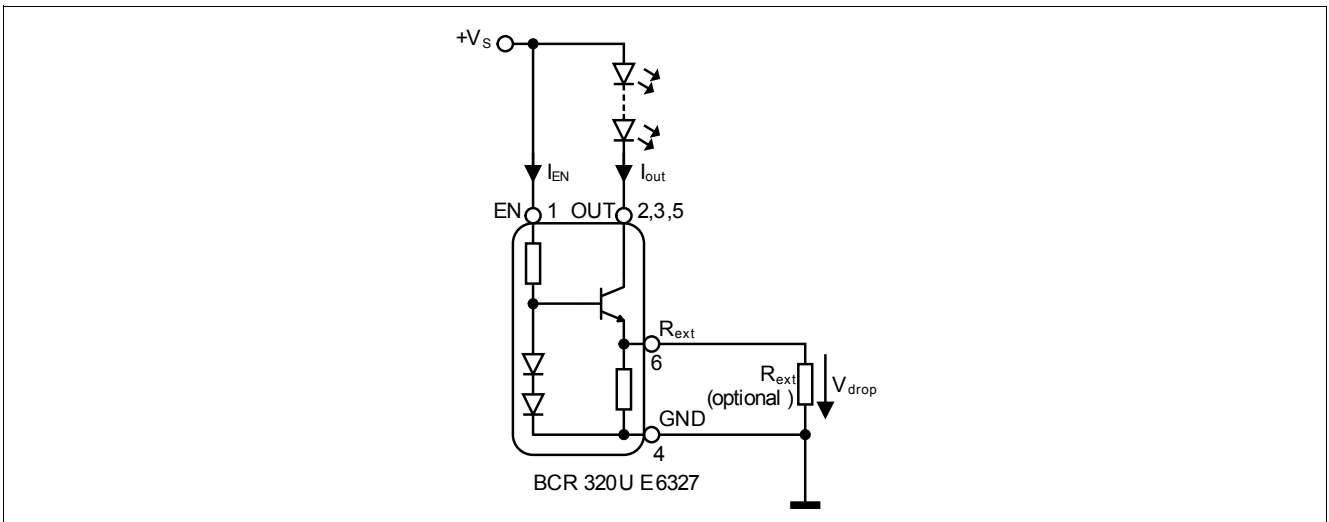 +VS
IEN
Iout
EN 1 OUT 2,3,5
Rext
6
Rext
(optional )
Vdrop
GND
4
BCR 320U E6327